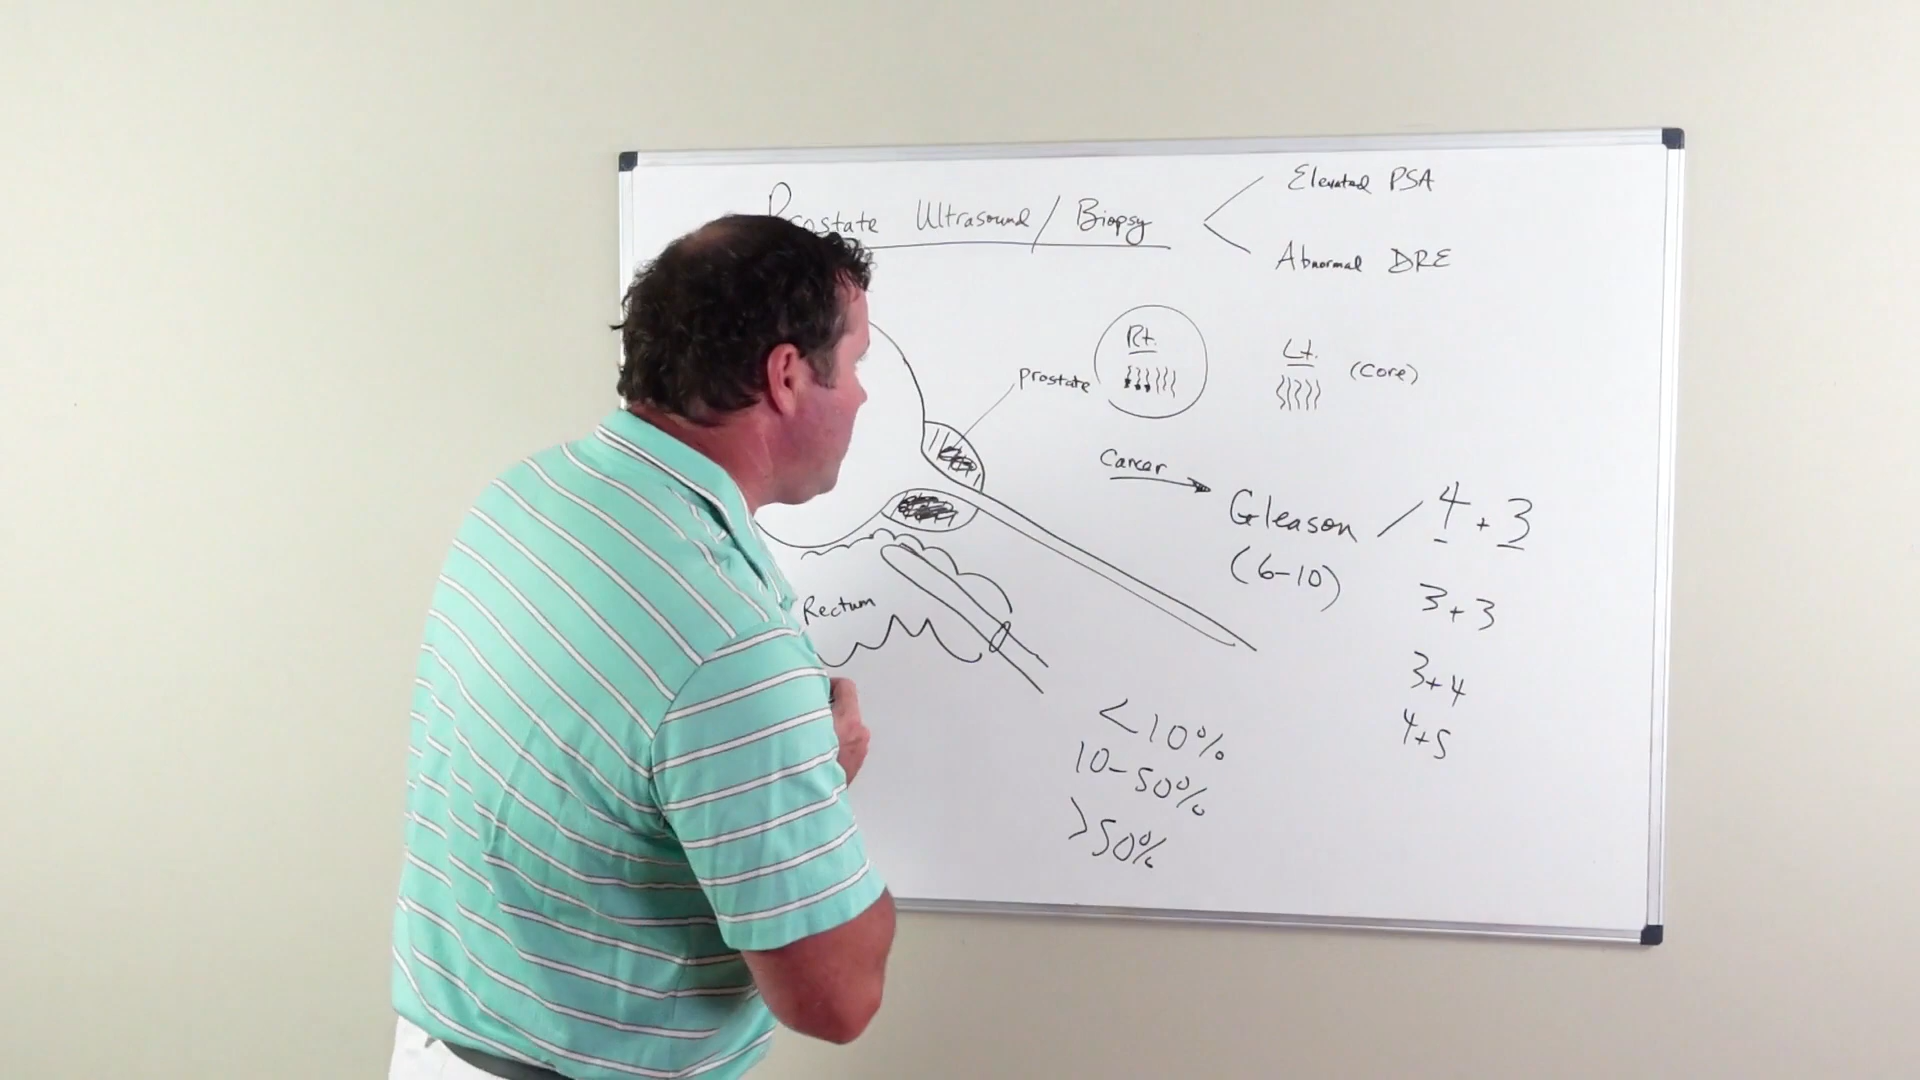 Prostate Ultrasound / Biopsy
Elevated PSA
Abnormal DRE
Prostate
Rt.
Lt.
(core)
Cancer
Gleason / 4 + 3
(6-10)
3 + 3
3 + 4
4 + 5
Rectum
< 10%
10-50%
> 50%